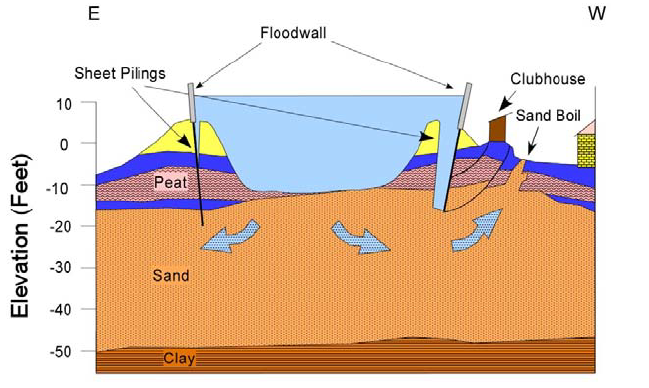 E
W
Floodwall
Sheet Pilings
Clubhouse
Sand Boil
Elevation (Feet)
10
0
-10
-20
-30
-40
-50
Peat
Sand
Clay